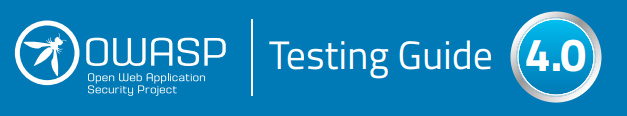 OWASP
Open Web Application
Security Project
Testing Guide
4.0